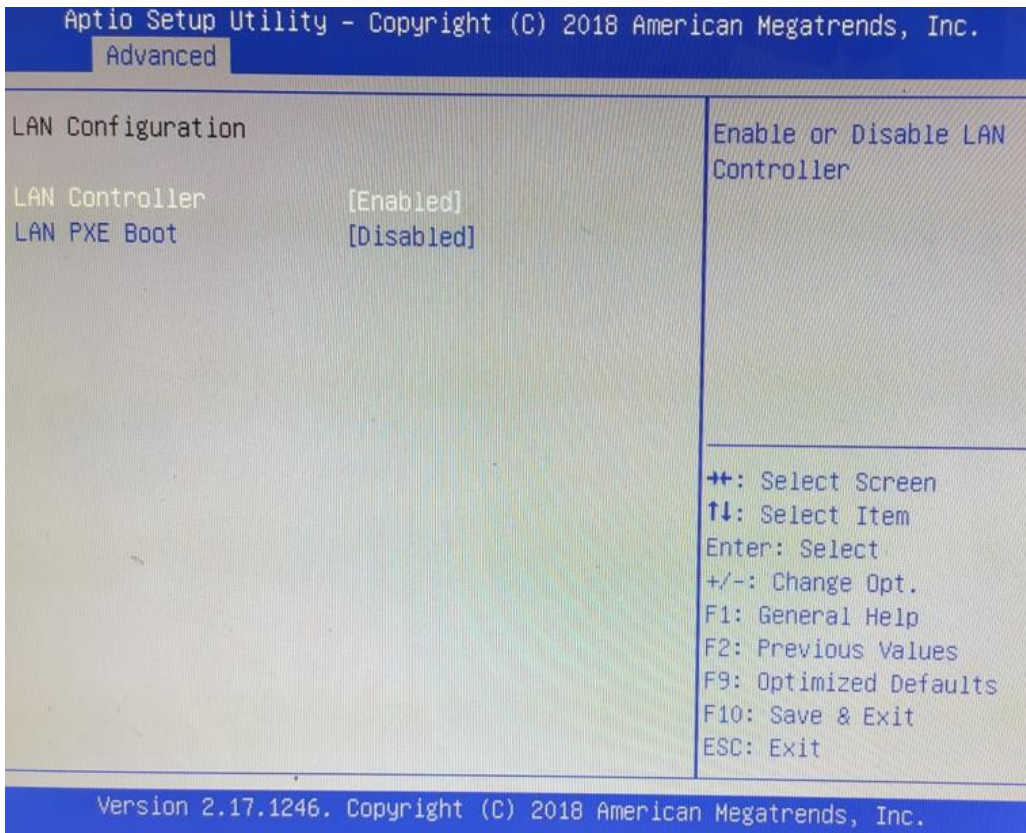 Aptio Setup Utility – Copyright (C) 2018 American Megatrends, Inc.
Advanced
LAN Configuration
LAN Controller [Enabled]
LAN PXE Boot [Disabled]
Enable or Disable LAN
Controller
→←: Select Screen
↑↓: Select Item
Enter: Select
+/-: Change Opt.
F1: General Help
F2: Previous Values
F9: Optimized Defaults
F10: Save & Exit
ESC: Exit
Version 2.17.1246. Copyright (C) 2018 American Megatrends, Inc.